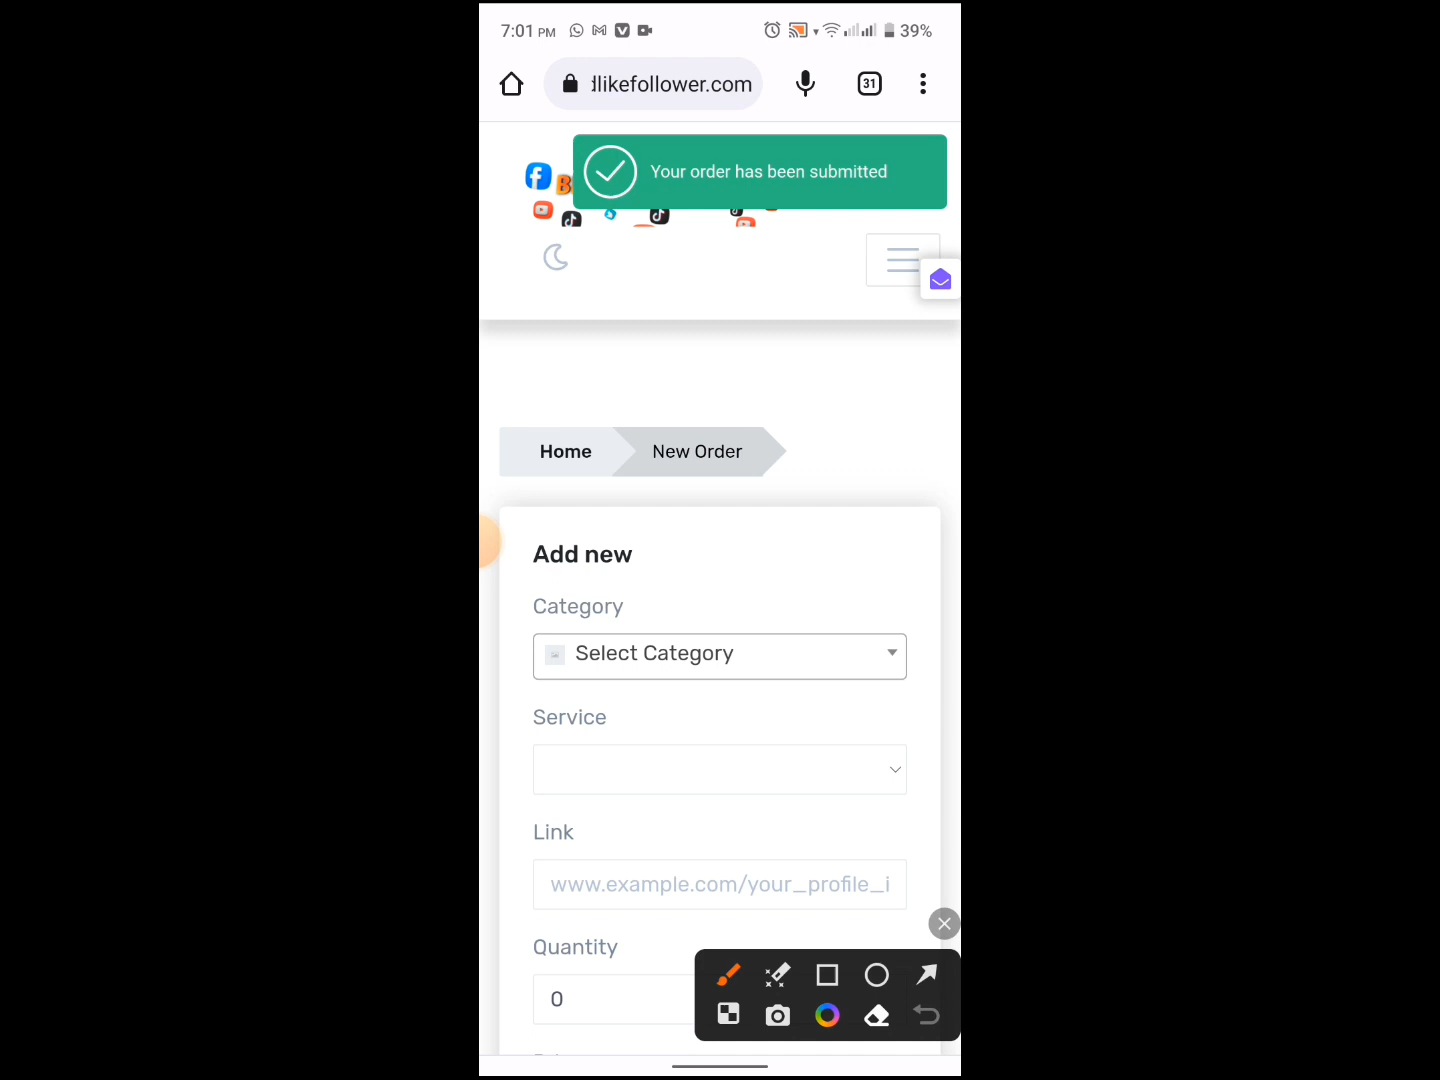 7:01 PM
39%
likefollower.com
31
Your order has been submitted
Home
New Order
Add new
Category
Select Category
Service
Link
www.example.com/your_profile_i
Quantity
0